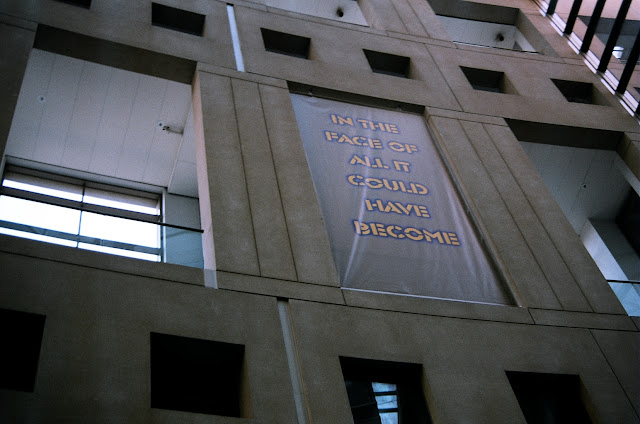 IN THE
FACE OF
ALL IT
COULD
HAVE
BECOME